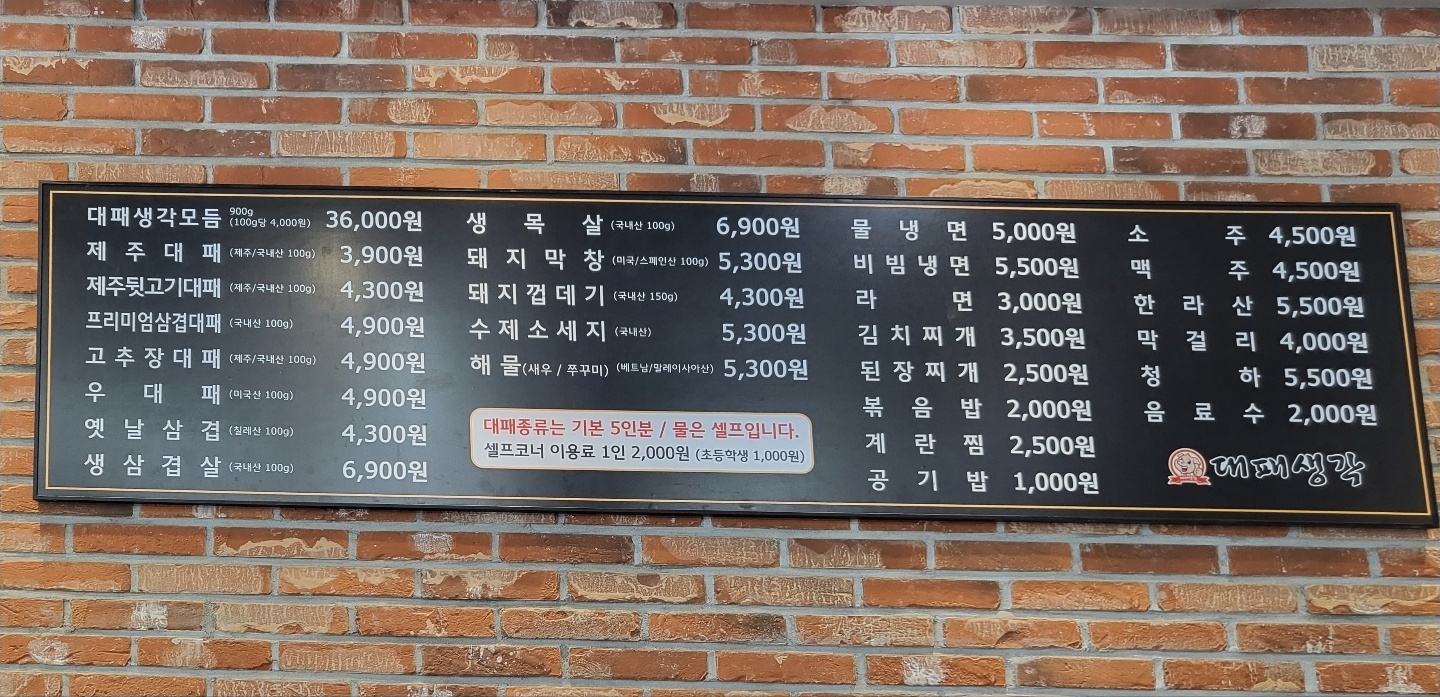 대패생각모듬 900g (100g당 4,000원) 36,000원
제주대패 (제주/국내산 100g) 3,900원
제주뒷고기대패 (제주/국내산 100g) 4,300원
프리미엄삼겹대패 (국내산 100g) 4,900원
고추장대패 (제주/국내산 100g) 4,900원
우대패 (미국산 100g) 4,900원
옛날삼겹 (칠레산 100g) 4,300원
생삼겹살 (국내산 100g) 6,900원
생목살 (국내산 100g) 6,900원
돼지막창 (미국/스페인산 100g) 5,300원
돼지껍데기 (국내산 150g) 4,300원
수제소세지 (국내산) 5,300원
해물(새우 / 쭈꾸미) (베트남/말레이사아산) 5,300원
대패종류는 기본 5인분 / 물은 셀프입니다.
셀프코너 이용료 1인 2,000원 (초등학생 1,000원)
물냉면 5,000원
비빔냉면 5,500원
라면 3,000원
김치찌개 3,500원
된장찌개 2,500원
볶음밥 2,000원
계란찜 2,500원
공기밥 1,000원
소주 4,500원
맥주 4,500원
한라산 5,500원
막걸리 4,000원
청하 5,500원
음료수 2,000원
대패생각